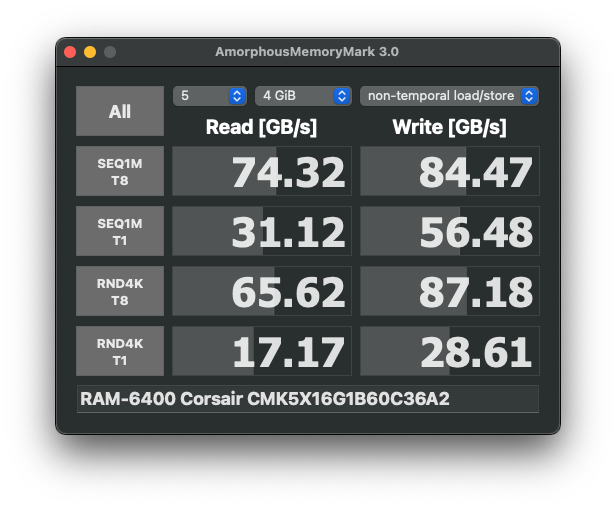 AmorphousMemoryMark 3.0
All
5
4 GiB
non-temporal load/store
Read [GB/s]
Write [GB/s]
SEQ1M
T8
74.32
84.47
SEQ1M
T1
31.12
56.48
RND4K
T8
65.62
87.18
RND4K
T1
17.17
28.61
RAM-6400 Corsair CMK5X16G1B60C36A2